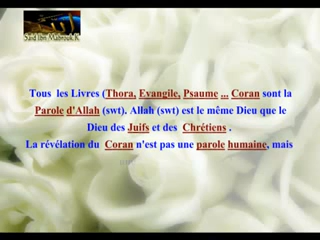 Saïd Ibn Mabrouk K
Tous les Livres (Thora, Evangile, Psaume ... Coran sont la
Parole d'Allah (swt). Allah (swt) est le même Dieu que le
Dieu des Juifs et des Chrétiens .
La révélation du Coran n'est pas une parole humaine, mais